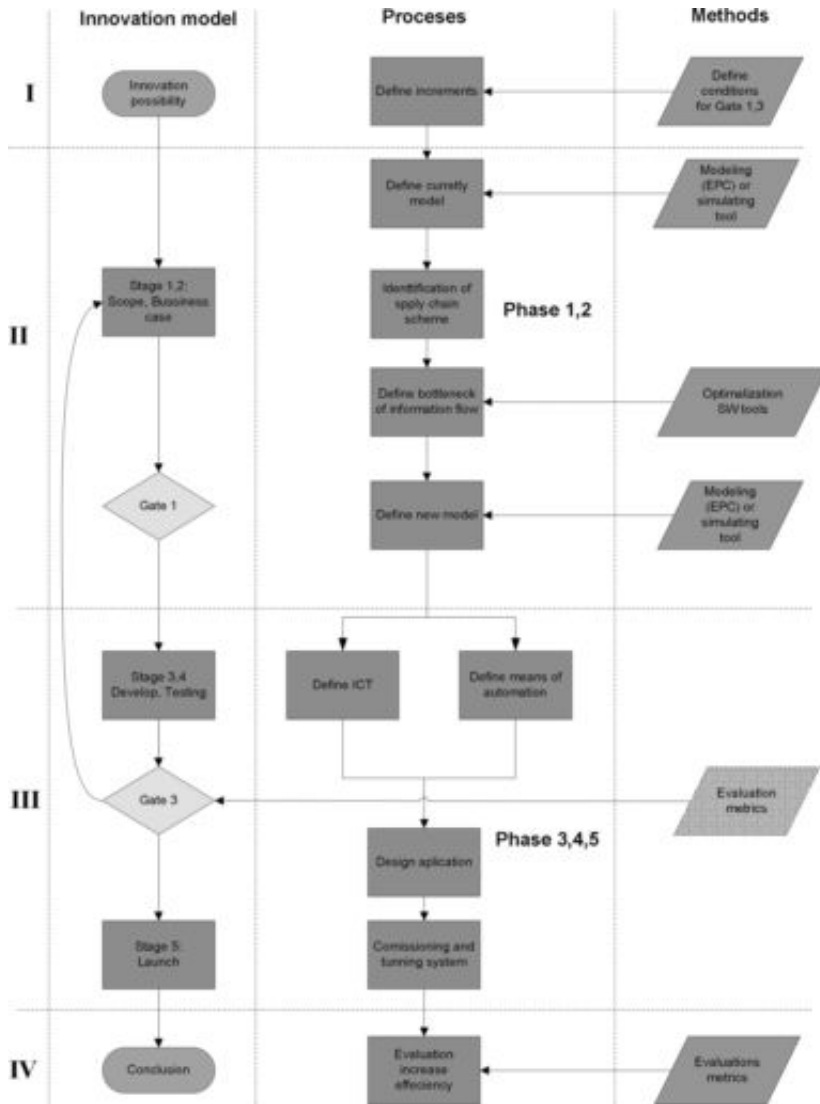 Innovation model
Proceses
Methods
I
Innovation
possibility
Define increments
Define
conditions
for Gate 1,3
Define curretly
model
Modeling
(EPC) or
simulating
tool
II
Stage 1,2:
Scope, Bussiness
case
Identtification of
spply chain
scheme
Phase 1,2
Define bottleneck
of information flow
Optimalization
SW tools
Gate 1
Define new model
Modeling
(EPC) or
simulating
tool
Stage 3,4
Develop, Testing
Define ICT
Define means of
automation
III
Gate 3
Evaluation
metrics
Phase 3,4,5
Design aplication
Stage 5:
Launch
Comissioning and
tunning system
IV
Conclusion
Evaluation
increase
effeciency
Evaluations
metrics